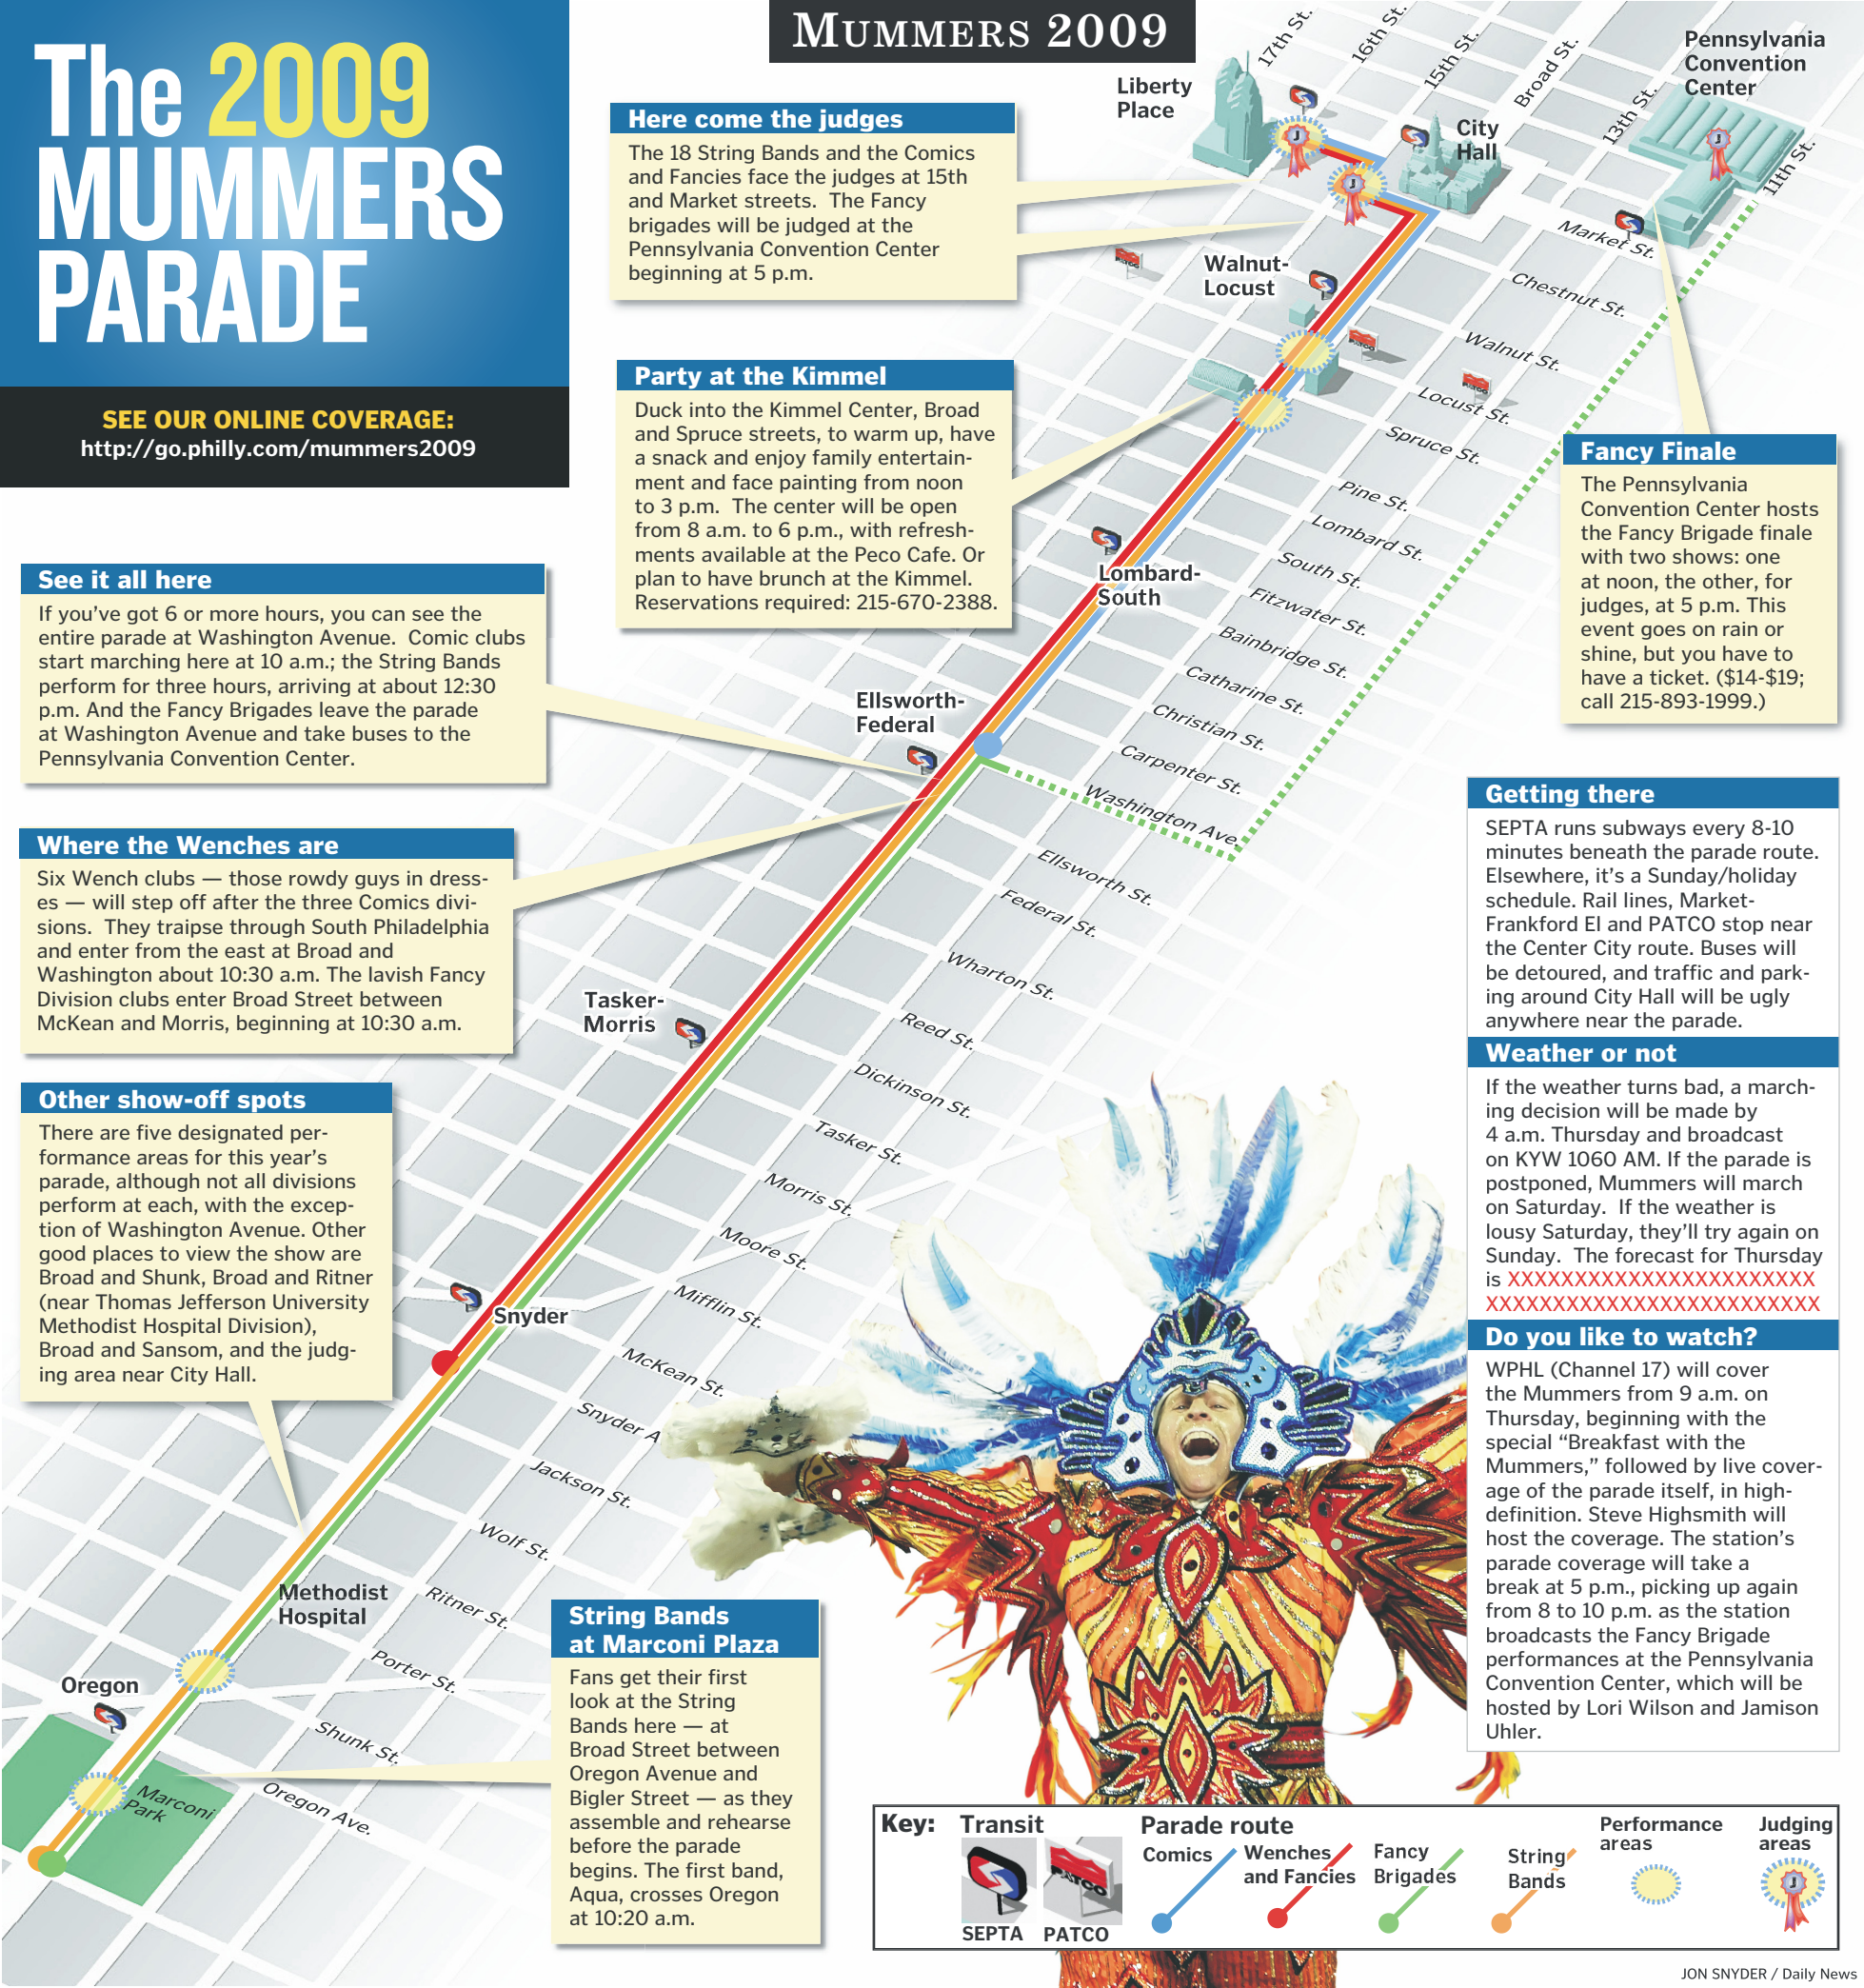 The 2009
MUMMERS
PARADE
SEE OUR ONLINE COVERAGE:
http://go.philly.com/mummers2009
MUMMERS 2009
Here come the judges
The 18 String Bands and the Comics
and Fancies face the judges at 15th
and Market streets.  The Fancy
brigades will be judged at the
Pennsylvania Convention Center
beginning at 5 p.m.
Party at the Kimmel
Duck into the Kimmel Center, Broad
and Spruce streets, to warm up, have
a snack and enjoy family entertain-
ment and face painting from noon
to 3 p.m.  The center will be open
from 8 a.m. to 6 p.m., with refresh-
ments available at the Peco Cafe. Or
plan to have brunch at the Kimmel.
Reservations required: 215-670-2388.
See it all here
If you've got 6 or more hours, you can see the
entire parade at Washington Avenue.  Comic clubs
start marching here at 10 a.m.; the String Bands
perform for three hours, arriving at about 12:30
p.m. And the Fancy Brigades leave the parade
at Washington Avenue and take buses to the
Pennsylvania Convention Center.
Where the Wenches are
Six Wench clubs — those rowdy guys in dress-
es — will step off after the three Comics divi-
sions.  They traipse through South Philadelphia
and enter from the east at Broad and
Washington about 10:30 a.m. The lavish Fancy
Division clubs enter Broad Street between
McKean and Morris, beginning at 10:30 a.m.
Other show-off spots
There are five designated per-
formance areas for this year's
parade, although not all divisions
perform at each, with the excep-
tion of Washington Avenue. Other
good places to view the show are
Broad and Shunk, Broad and Ritner
(near Thomas Jefferson University
Methodist Hospital Division),
Broad and Sansom, and the judg-
ing area near City Hall.
String Bands
at Marconi Plaza
Fans get their first
look at the String
Bands here — at
Broad Street between
Oregon Avenue and
Bigler Street — as they
assemble and rehearse
before the parade
begins. The first band,
Aqua, crosses Oregon
at 10:20 a.m.
Fancy Finale
The Pennsylvania
Convention Center hosts
the Fancy Brigade finale
with two shows: one
at noon, the other, for
judges, at 5 p.m. This
event goes on rain or
shine, but you have to
have a ticket. ($14-$19;
call 215-893-1999.)
Getting there
SEPTA runs subways every 8-10
minutes beneath the parade route.
Elsewhere, it's a Sunday/holiday
schedule. Rail lines, Market-
Frankford El and PATCO stop near
the Center City route. Buses will
be detoured, and traffic and park-
ing around City Hall will be ugly
anywhere near the parade.
Weather or not
If the weather turns bad, a march-
ing decision will be made by
4 a.m. Thursday and broadcast
on KYW 1060 AM. If the parade is
postponed, Mummers will march
on Saturday.  If the weather is
lousy Saturday, they'll try again on
Sunday.  The forecast for Thursday
is XXXXXXXXXXXXXXXXXXXXXXX
XXXXXXXXXXXXXXXXXXXXXXXXX
Do you like to watch?
WPHL (Channel 17) will cover
the Mummers from 9 a.m. on
Thursday, beginning with the
special “Breakfast with the
Mummers,” followed by live cover-
age of the parade itself, in high-
definition. Steve Highsmith will
host the coverage. The station's
parade coverage will take a
break at 5 p.m., picking up again
from 8 to 10 p.m. as the station
broadcasts the Fancy Brigade
performances at the Pennsylvania
Convention Center, which will be
hosted by Lori Wilson and Jamison
Uhler.
17th St.
16th St.
15th St.
Broad St.
13th St.
11th St.
Pennsylvania
Convention
Center
Liberty
Place
City
Hall
J
J
J
Walnut-
Locust
PATCO
PATCO
PATCO
Market St.
Chestnut St.
Walnut St.
Locust St.
Spruce St.
Pine St.
Lombard St.
South St.
Fitzwater St.
Bainbridge St.
Catharine St.
Christian St.
Carpenter St.
Washington Ave.
Ellsworth St.
Federal St.
Wharton St.
Reed St.
Dickinson St.
Tasker St.
Morris St.
Moore St.
Mifflin St.
McKean St.
Snyder A
Jackson St.
Wolf St.
Ritner St.
Porter St.
Shunk St.
Oregon Ave.
Lombard-
South
Ellsworth-
Federal
Tasker-
Morris
Snyder
Methodist
Hospital
Oregon
Marconi
Park
Key:
Transit
PATCO
SEPTA
PATCO
Parade route
Comics
Wenches
and Fancies
Fancy
Brigades
String
Bands
Performance
areas
Judging
areas
J
JON SNYDER / Daily News